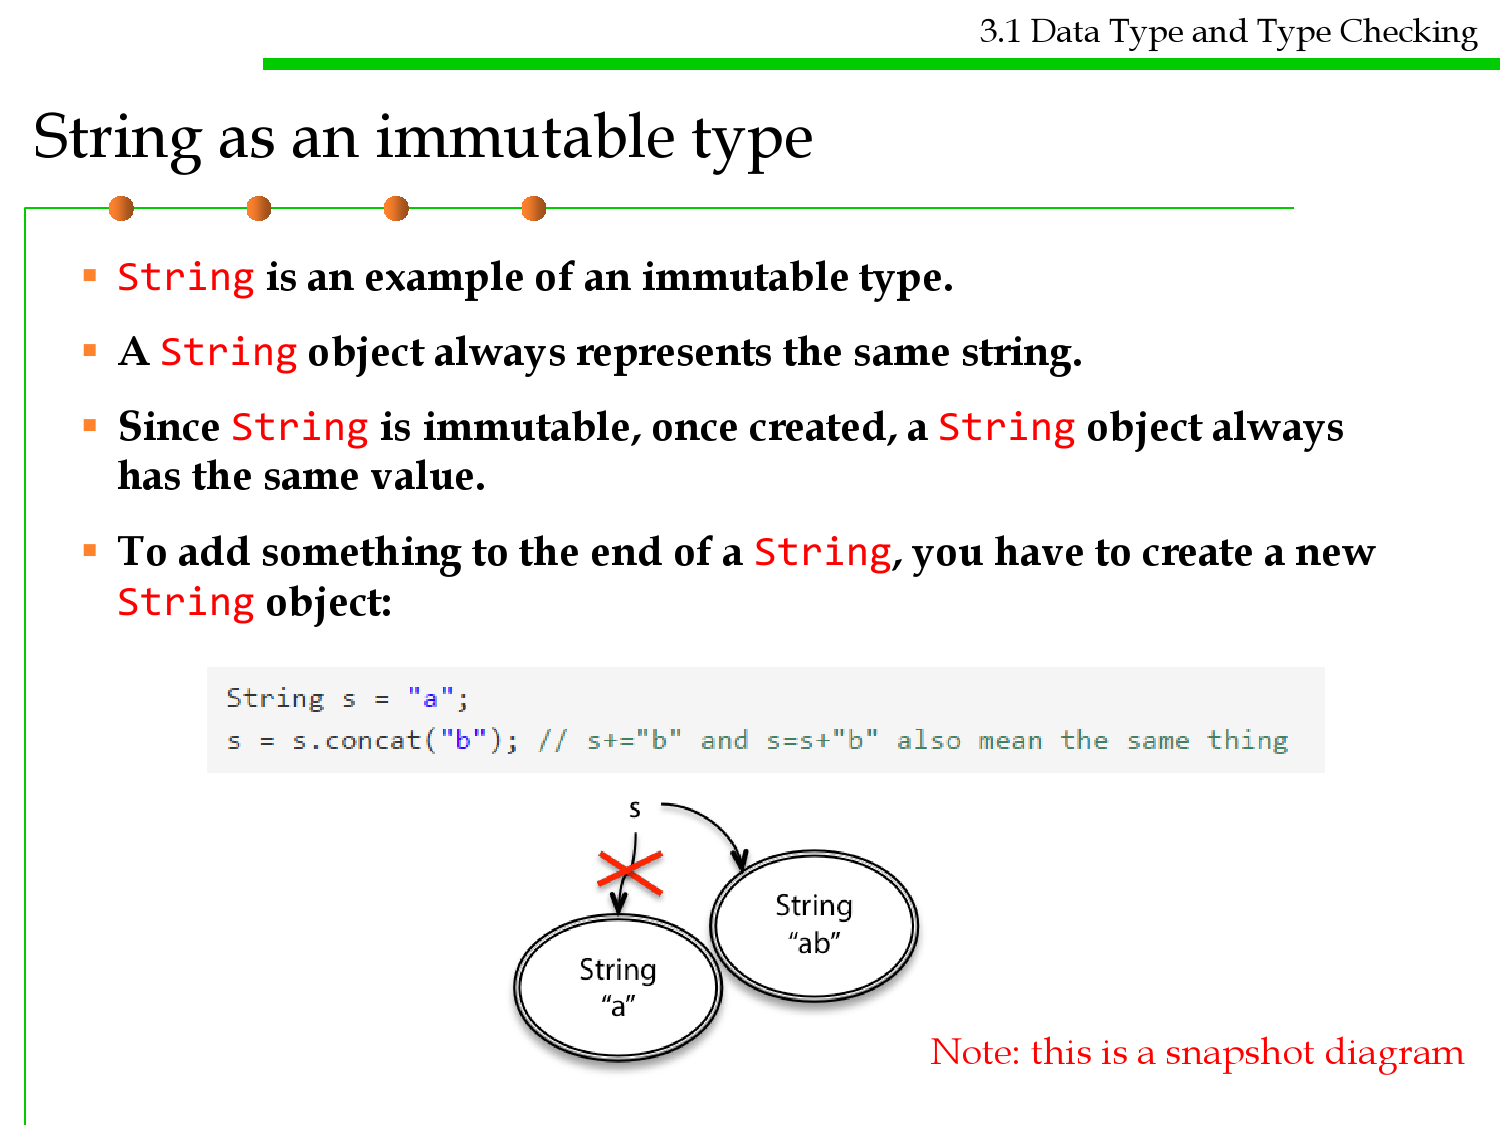 3.1 Data Type and Type Checking
String as an immutable type
▪ String is an example of an immutable type.
▪ A String object always represents the same string.
▪ Since String is immutable, once created, a String object always
has the same value.
▪ To add something to the end of a String, you have to create a new
String object:
String s = "a";
s = s.concat("b"); // s+="b" and s=s+"b" also mean the same thing
s
String
“ab”
String
“a”
Note: this is a snapshot diagram